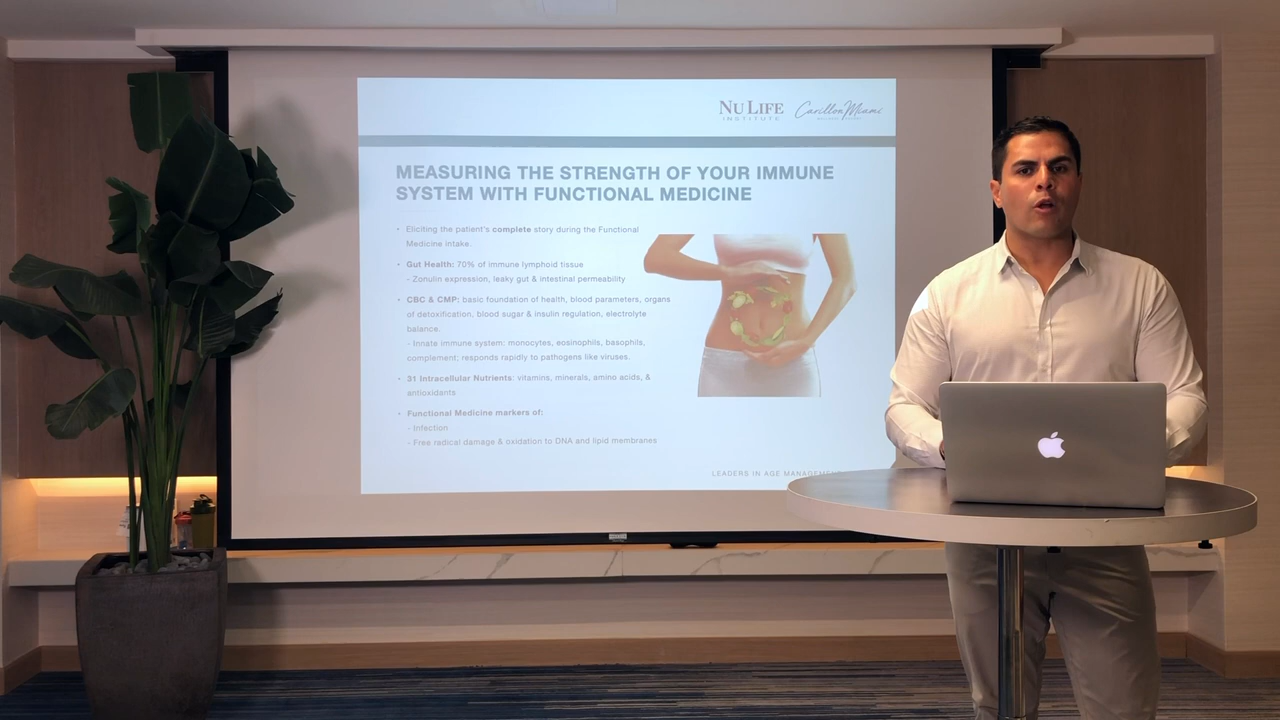 NU LIFE
INSTITUTE
Carillon Miami
MEASURING THE STRENGTH OF YOUR IMMUNE
SYSTEM WITH FUNCTIONAL MEDICINE
• Eliciting the patient's complete story during the Functional
Medicine intake.
• Gut Health: 70% of immune lymphoid tissue
- Zonulin expression, leaky gut & intestinal permeability
• CBC & CMP: basic foundation of health, blood parameters, organs
of detoxification, blood sugar & insulin regulation, electrolyte
balance.
- Innate immune system: monocytes, eosinophils, basophils,
complement; responds rapidly to pathogens like viruses.
• 31 Intracellular Nutrients: vitamins, minerals, amino acids, &
antioxidants
• Functional Medicine markers of:
- Infection
- Free radical damage & oxidation to DNA and lipid membranes
LEADERS IN AGE MANAGEMENT